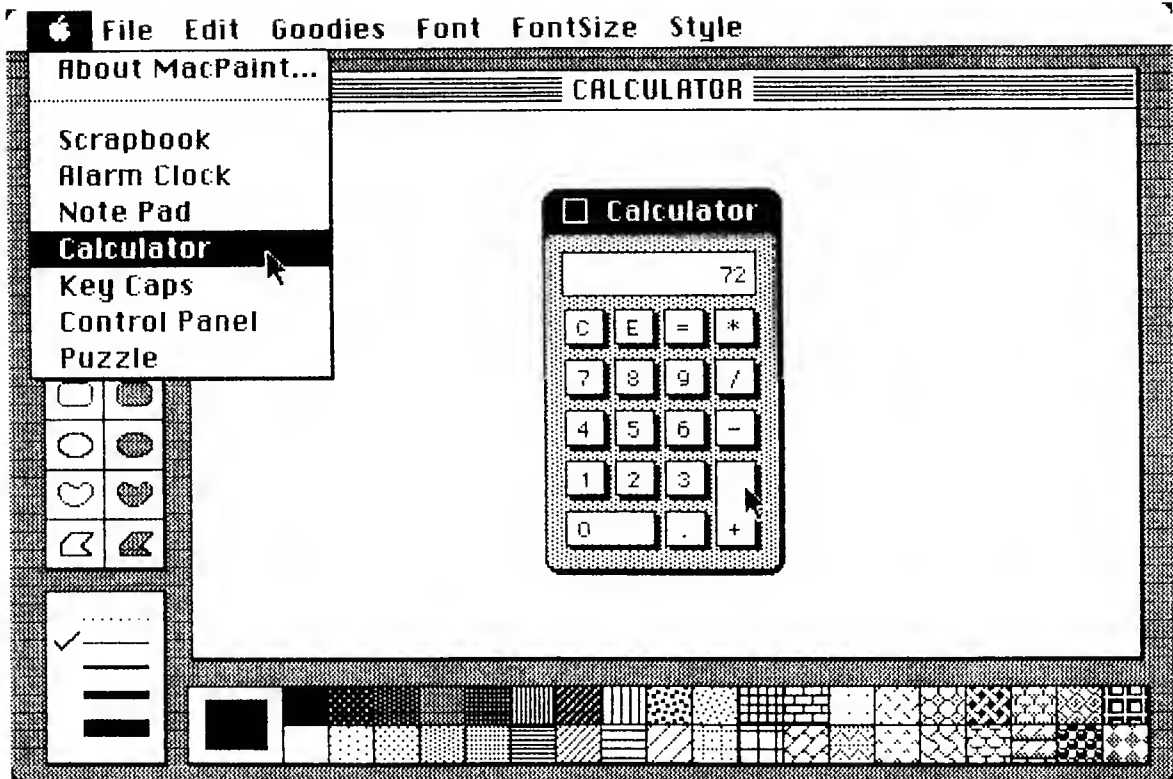 File Edit Goodies Font FontSize Style
About MacPaint...
Scrapbook
Alarm Clock
Note Pad
Calculator
Key Caps
Control Panel
Puzzle
CALCULATOR
Calculator
72
C E = *
7 8 9 /
4 5 6 -
1 2 3
0 . +